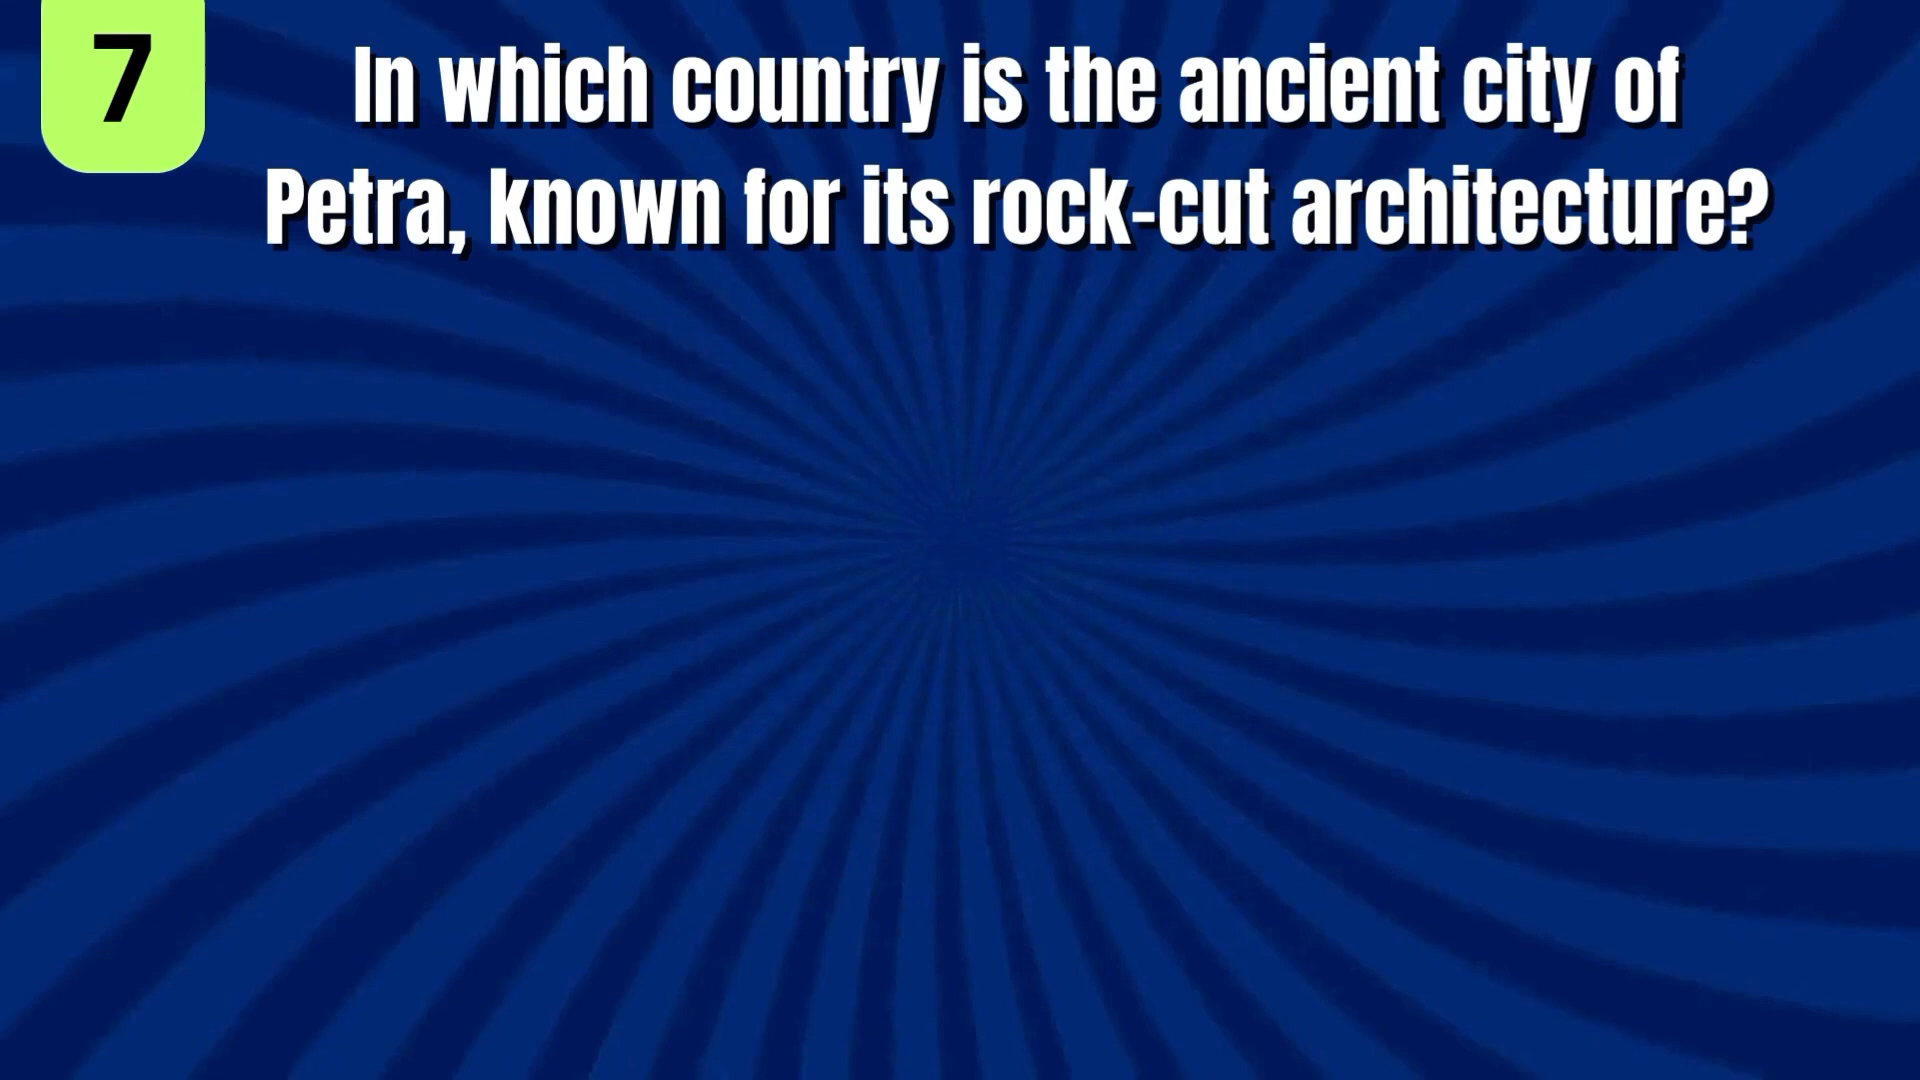 7
In which country is the ancient city of
Petra, known for its rock-cut architecture?